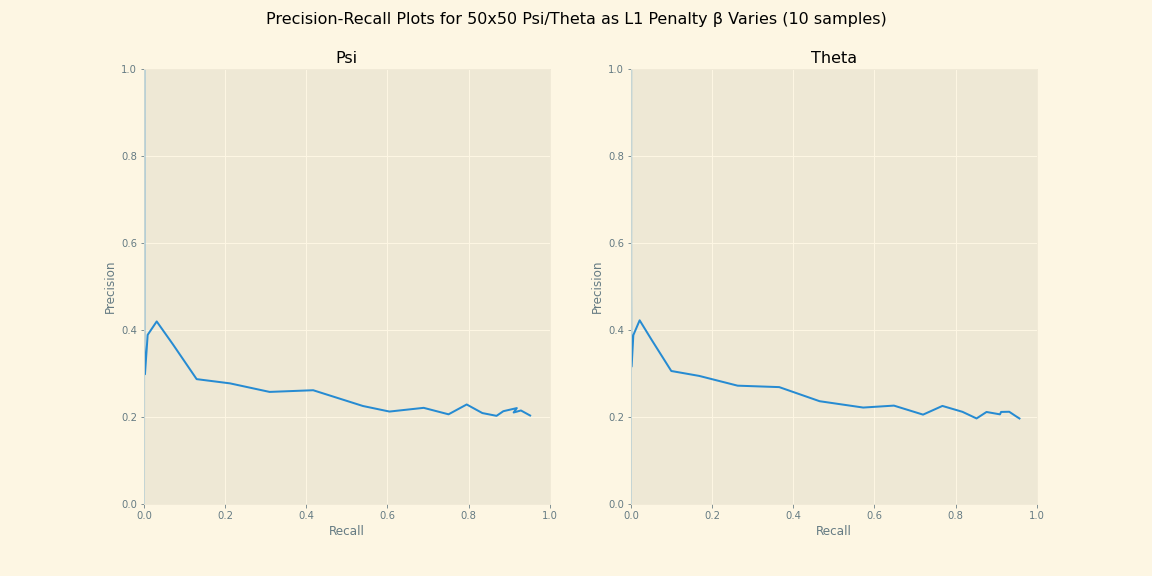 Precision-Recall Plots for 50x50 Psi/Theta as L1 Penalty β Varies (10 samples)
Psi
1.0
0.8
0.6
0.4
0.2
0.0
Precision
0.0 0.2 0.4 0.6 0.8 1.0
Recall
Theta
1.0
0.8
0.6
0.4
0.2
0.0
Precision
0.0 0.2 0.4 0.6 0.8 1.0
Recall